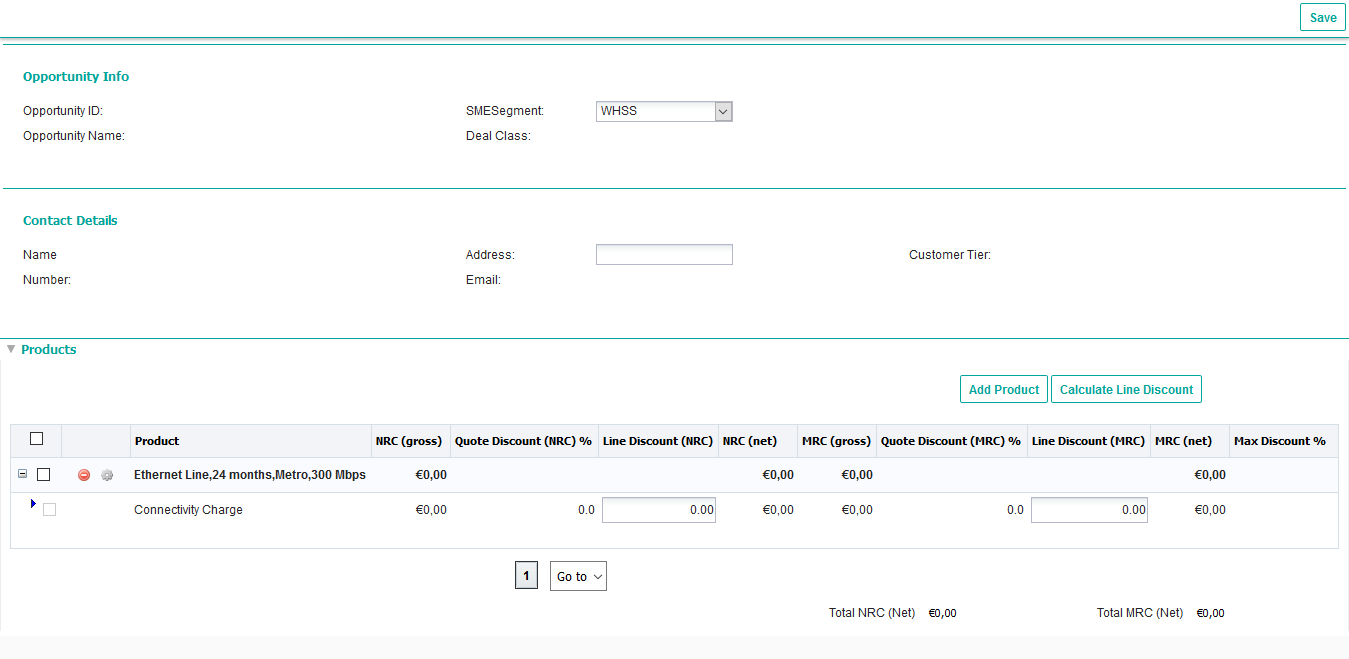 Save
Opportunity Info
Opportunity ID:
SMESegment: WHSS
Opportunity Name:
Deal Class:
Contact Details
Name
Address:
Customer Tier:
Number:
Email:
Products
Add Product Calculate Line Discount
Product NRC (gross) Quote Discount (NRC) % Line Discount (NRC) NRC (net) MRC (gross) Quote Discount (MRC) % Line Discount (MRC) MRC (net) Max Discount %
Ethernet Line,24 months,Metro,300 Mbps €0,00 €0,00 €0,00 €0,00
Connectivity Charge €0,00 0.0 0.00 €0,00 €0,00 0.0 0.00 €0,00
1 Go to
Total NRC (Net) €0,00 Total MRC (Net) €0,00